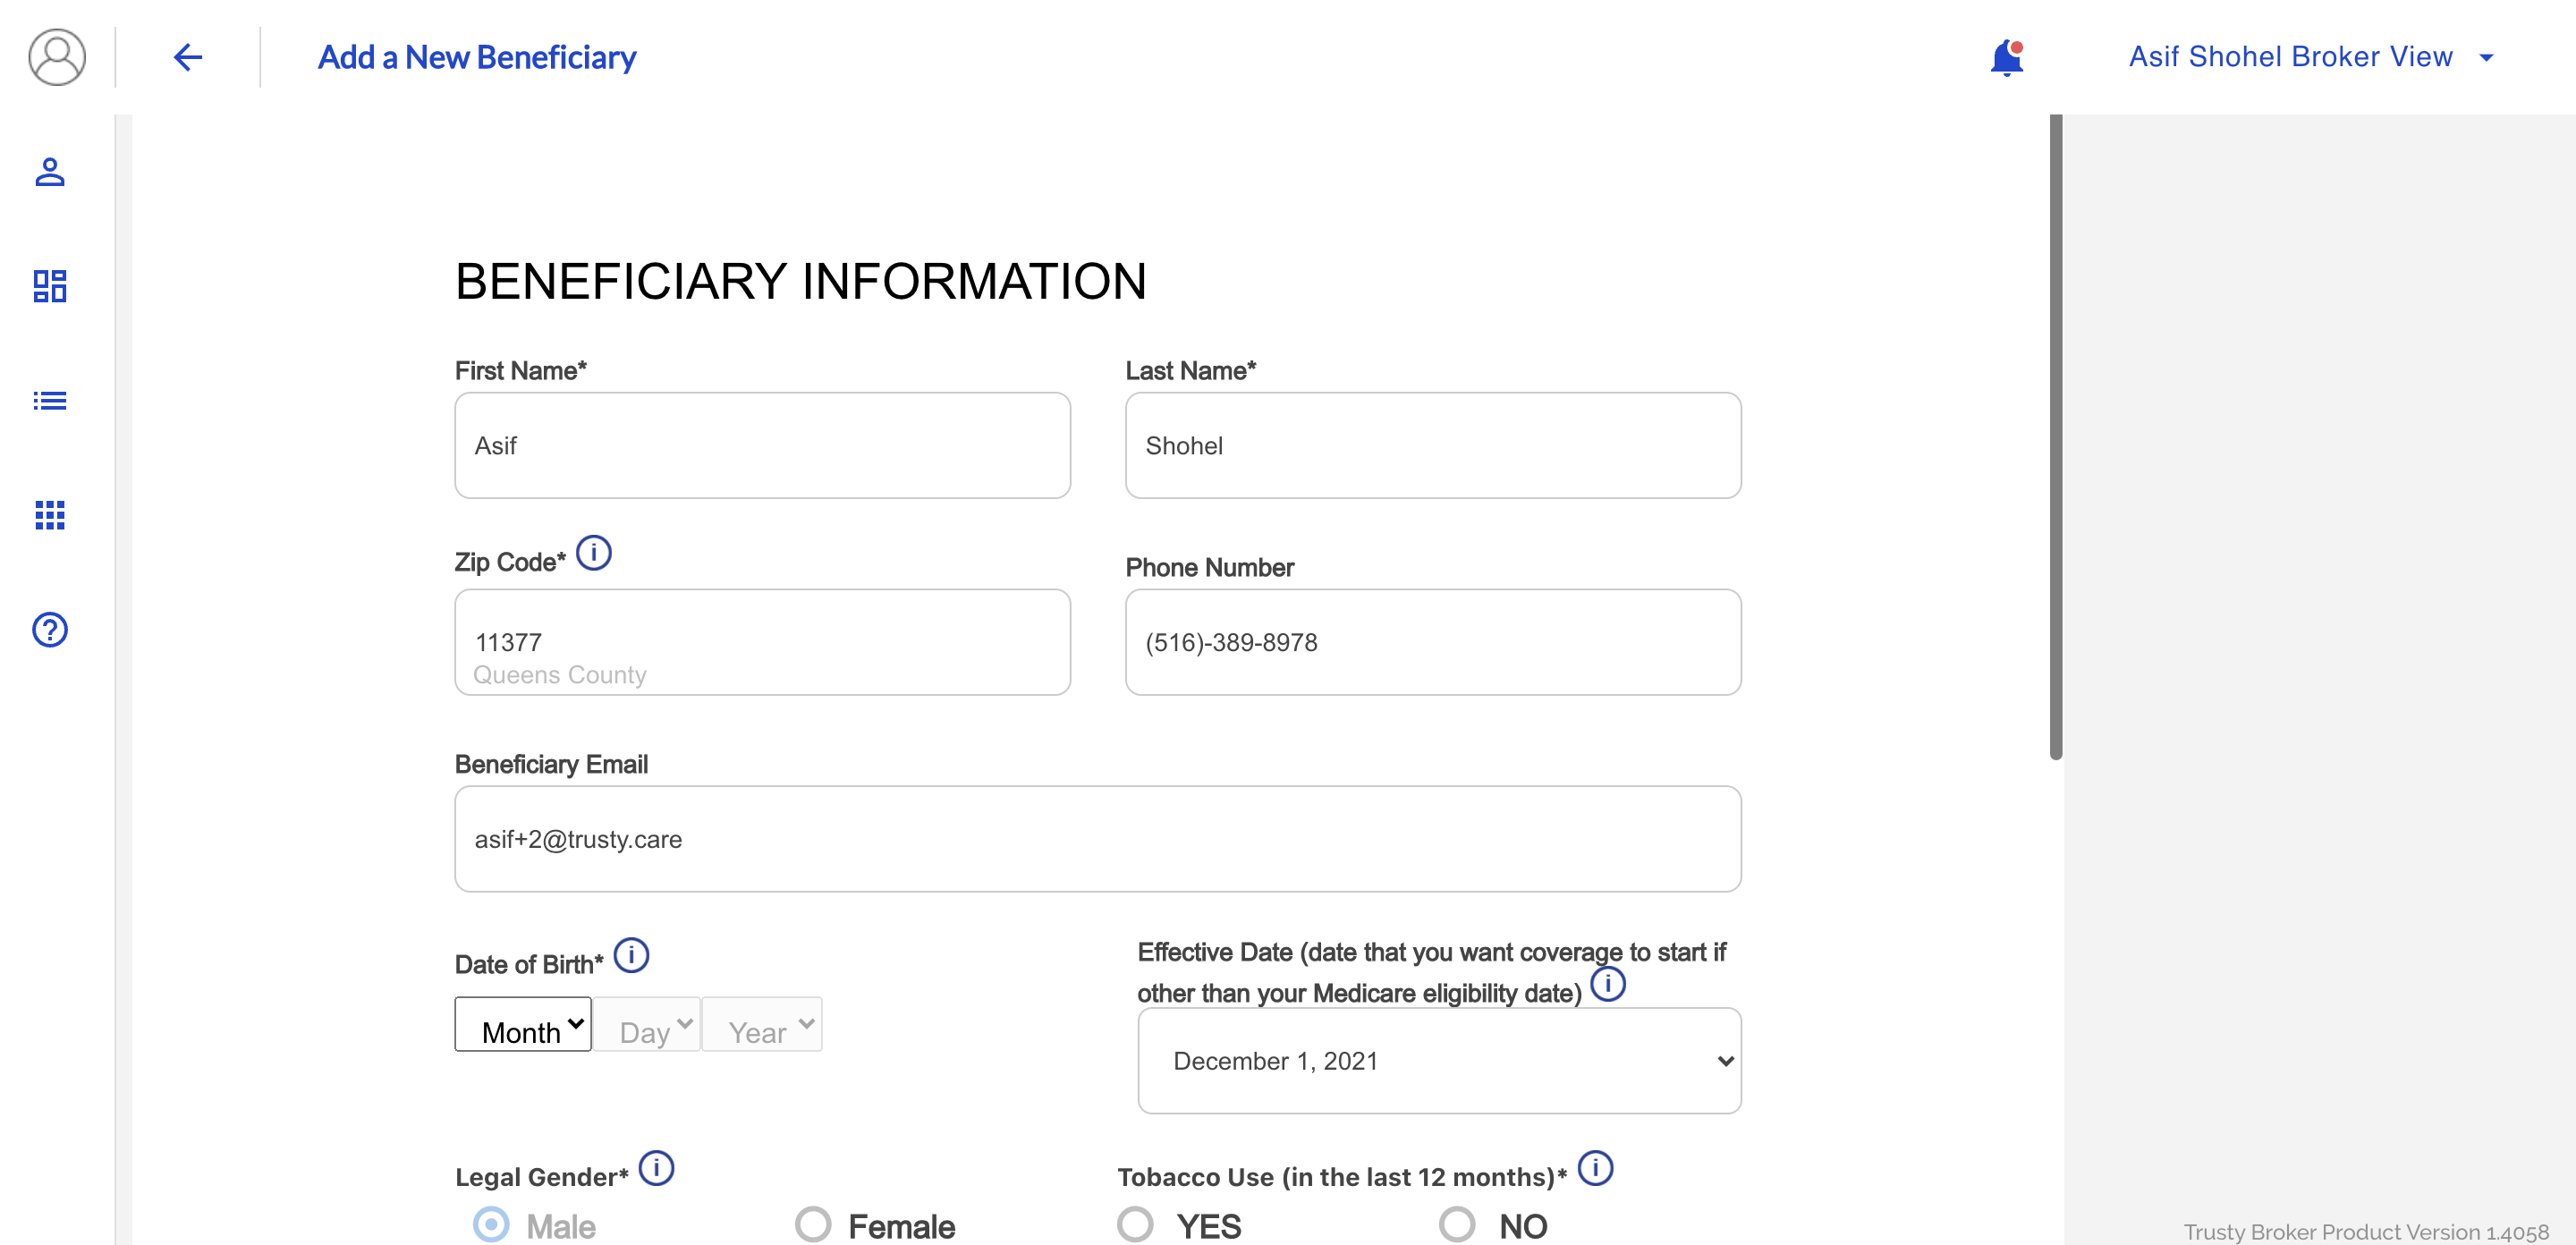 Add a New Beneficiary
Asif Shohel Broker View
BENEFICIARY INFORMATION
First Name*
Last Name*
Asif
Shohel
Zip Code* i
Phone Number
11377
Queens County
(516)-389-8978
Beneficiary Email
asif+2@trusty.care
Date of Birth* i
Effective Date (date that you want coverage to start if
other than your Medicare eligibility date) i
Month Day Year
December 1, 2021
Legal Gender* i
Tobacco Use (in the last 12 months)* i
Male Female
YES NO
Trusty Broker Product Version 1.4058